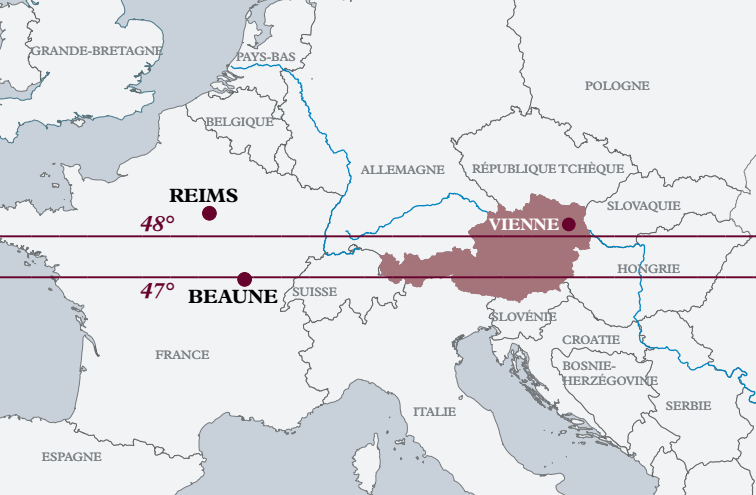 GRANDE-BRETAGNE
PAYS-BAS
POLOGNE
BELGIQUE
ALLEMAGNE
RÉPUBLIQUE TCHÈQUE
REIMS
SLOVAQUIE
48°
VIENNE
HONGRIE
47°
BEAUNE
SUISSE
SLOVÉNIE
CROATIE
FRANCE
BOSNIE-
HERZÉGOVINE
SERBIE
ITALIE
ESPAGNE